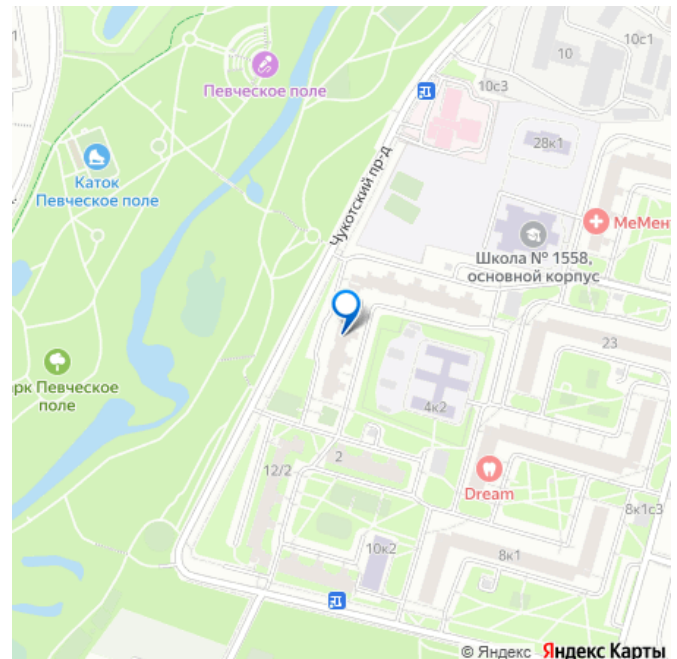 10с1
10
Певческое поле
10с3
28к1
Чукотский пр-д
Каток
Певческое поле
МеМент
Школа № 1558,
основной корпус
23
рк Певческое
поле
4к2
2
12/2
Dream
8к1с3
10к2
8к1
© Яндекс Яндекс Карты